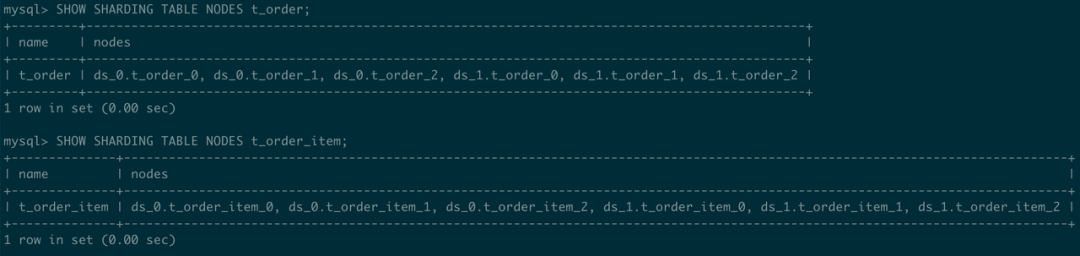 mysql> SHOW SHARDING TABLE NODES t_order;
+---------+----------------------------------------------------------------------------------------------------------+
| name    | nodes                                                                                                    |
+---------+----------------------------------------------------------------------------------------------------------+
| t_order | ds_0.t_order_0, ds_0.t_order_1, ds_0.t_order_2, ds_1.t_order_0, ds_1.t_order_1, ds_1.t_order_2 |
+---------+----------------------------------------------------------------------------------------------------------+
1 row in set (0.00 sec)
mysql> SHOW SHARDING TABLE NODES t_order_item;
+--------------+------------------------------------------------------------------------------------------------------------------------------+
| name         | nodes                                                                                                                        |
+--------------+------------------------------------------------------------------------------------------------------------------------------+
| t_order_item | ds_0.t_order_item_0, ds_0.t_order_item_1, ds_0.t_order_item_2, ds_1.t_order_item_0, ds_1.t_order_item_1, ds_1.t_order_item_2 |
+--------------+------------------------------------------------------------------------------------------------------------------------------+
1 row in set (0.00 sec)